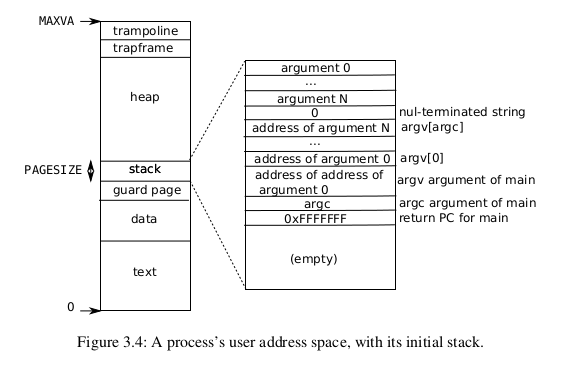 MAXVA
trampoline
trapframe
heap
PAGESIZE
stack
guard page
data
text
0
argument 0
...
argument N
0
nul-terminated string
address of argument N
argv[argc]
...
address of argument 0
argv[0]
address of address of
argument 0
argv argument of main
argc
argc argument of main
0xFFFFFFF
return PC for main
(empty)
Figure 3.4: A process's user address space, with its initial stack.